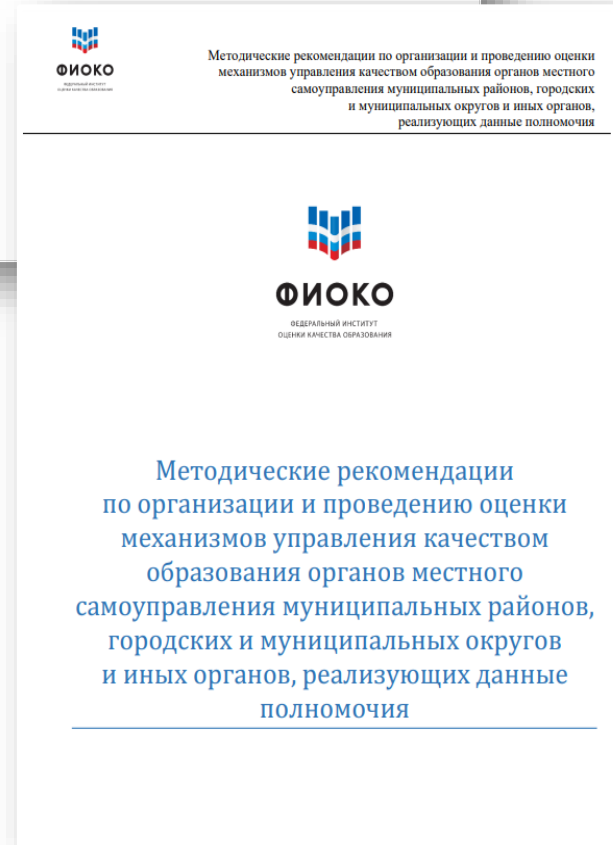 ФИОКО
ФЕДЕРАЛЬНЫЙ ИНСТИТУТ
ОЦЕНКИ КАЧЕСТВА ОБРАЗОВАНИЯ
Методические рекомендации по организации и проведению оценки
механизмов управления качеством образования органов местного
самоуправления муниципальных районов, городских
и муниципальных округов и иных органов,
реализующих данные полномочия
ФИОКО
ФЕДЕРАЛЬНЫЙ ИНСТИТУТ
ОЦЕНКИ КАЧЕСТВА ОБРАЗОВАНИЯ
Методические рекомендации
по организации и проведению оценки
механизмов управления качеством
образования органов местного
самоуправления муниципальных районов,
городских и муниципальных округов
и иных органов, реализующих данные
полномочия